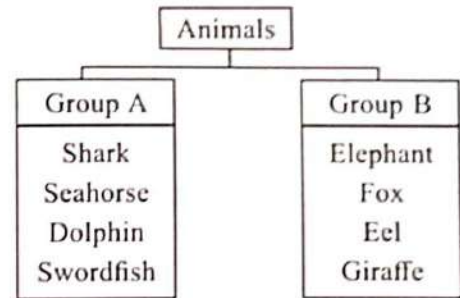 Animals
Group A
Shark
Seahorse
Dolphin
Swordfish
Group B
Elephant
Fox
Eel
Giraffe